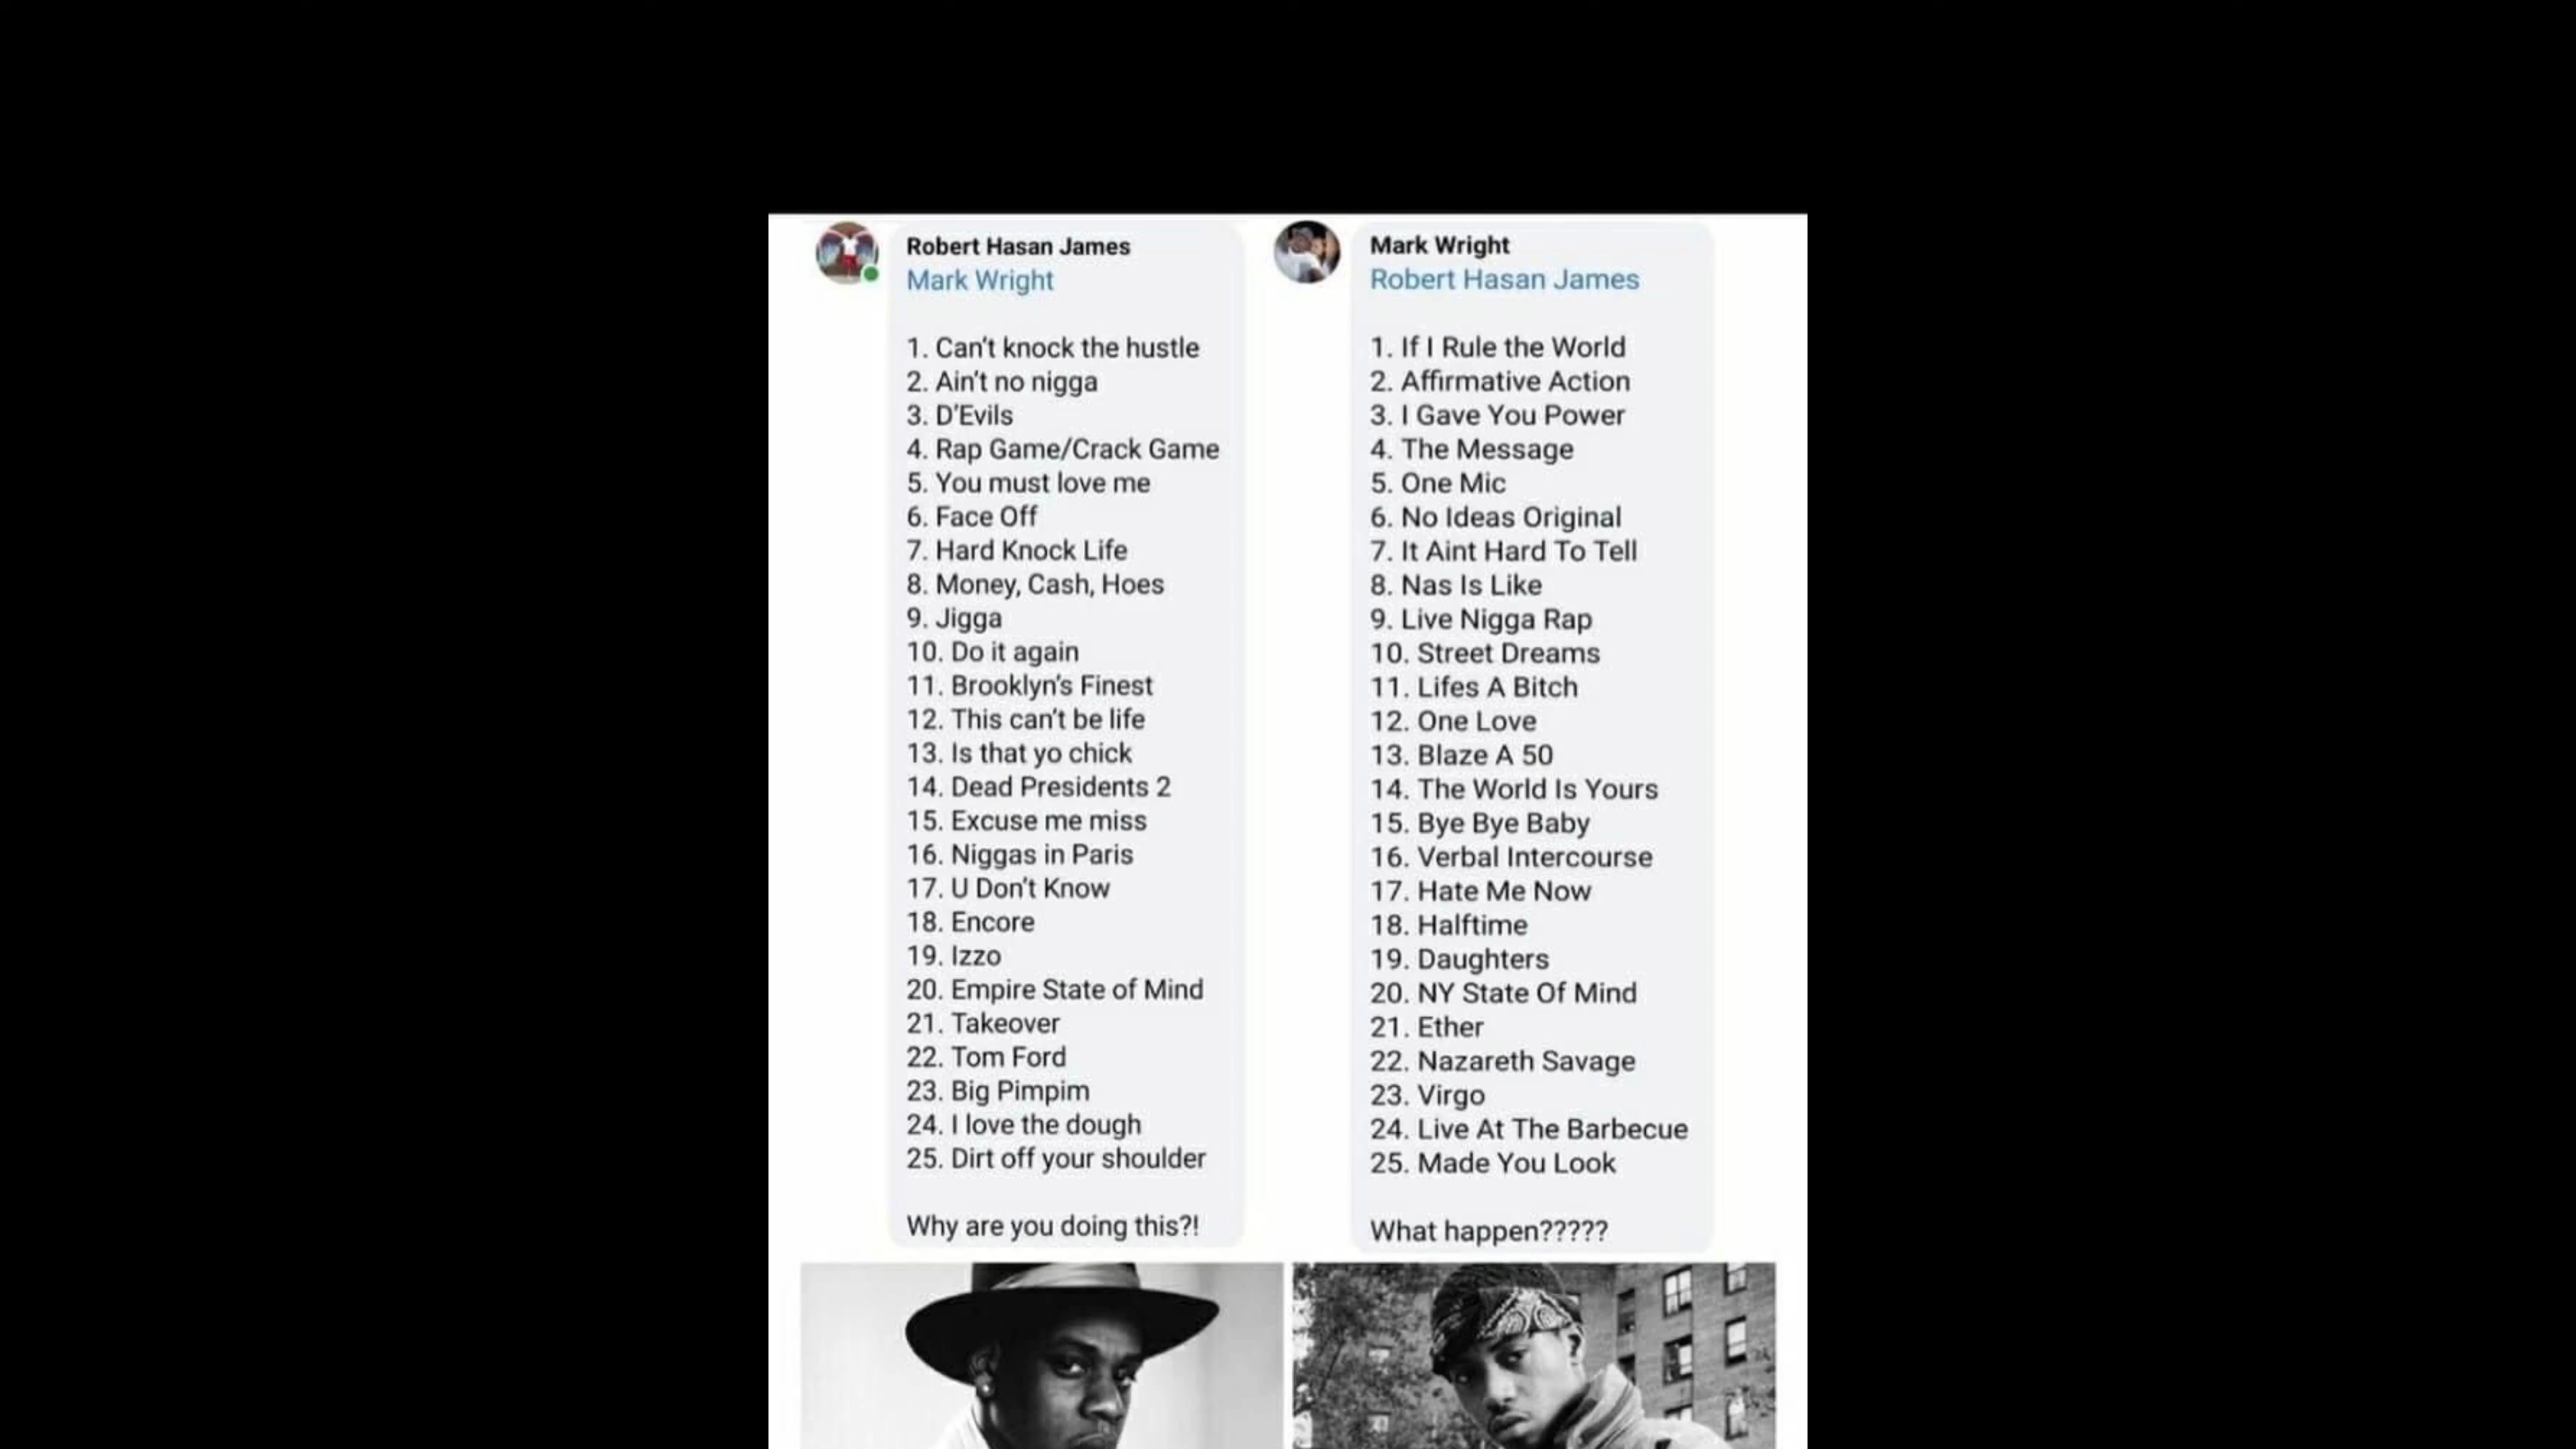 Robert Hasan James
Mark Wright
1. Can't knock the hustle
2. Ain't no nigga
3. D'Evils
4. Rap Game/Crack Game
5. You must love me
6. Face Off
7. Hard Knock Life
8. Money, Cash, Hoes
9. Jigga
10. Do it again
11. Brooklyn's Finest
12. This can't be life
13. Is that yo chick
14. Dead Presidents 2
15. Excuse me miss
16. Niggas in Paris
17. U Don't Know
18. Encore
19. Izzo
20. Empire State of Mind
21. Takeover
22. Tom Ford
23. Big Pimpim
24. I love the dough
25. Dirt off your shoulder
Why are you doing this?!
Mark Wright
Robert Hasan James
1. If I Rule the World
2. Affirmative Action
3. I Gave You Power
4. The Message
5. One Mic
6. No Ideas Original
7. It Aint Hard To Tell
8. Nas Is Like
9. Live Nigga Rap
10. Street Dreams
11. Lifes A Bitch
12. One Love
13. Blaze A 50
14. The World Is Yours
15. Bye Bye Baby
16. Verbal Intercourse
17. Hate Me Now
18. Halftime
19. Daughters
20. NY State Of Mind
21. Ether
22. Nazareth Savage
23. Virgo
24. Live At The Barbecue
25. Made You Look
What happen?????